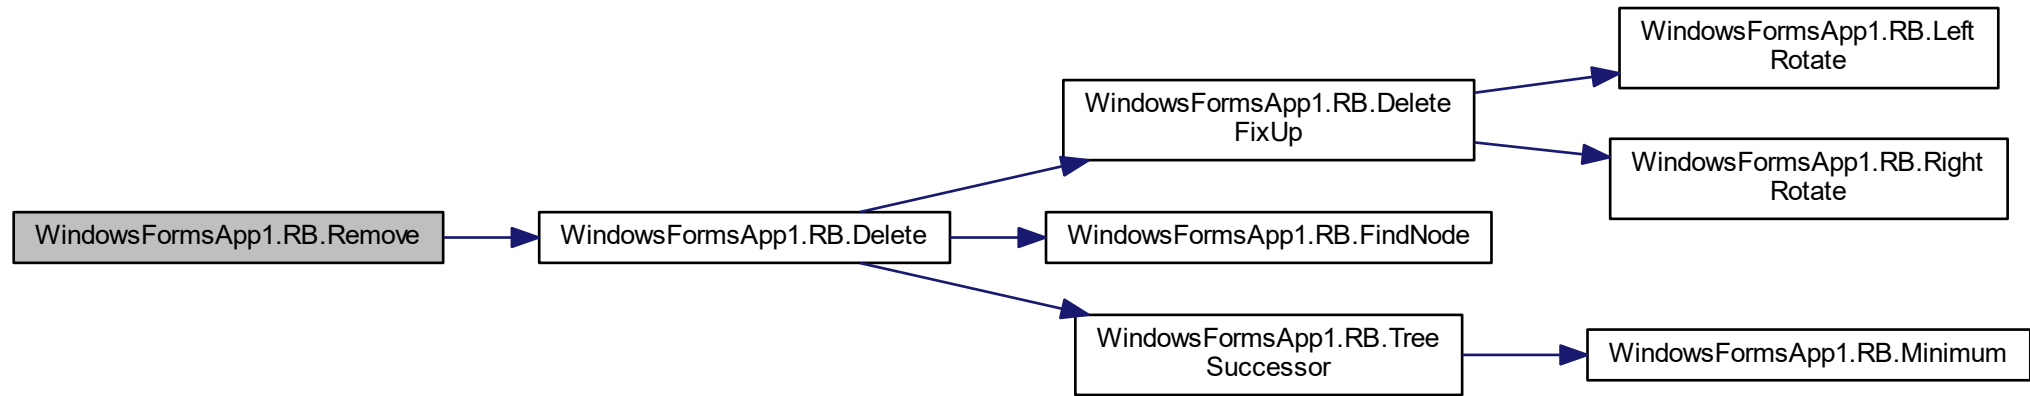 WindowsFormsApp1.RB.Remove
WindowsFormsApp1.RB.Delete
WindowsFormsApp1.RB.Delete
FixUp
WindowsFormsApp1.RB.Left
Rotate
WindowsFormsApp1.RB.Right
Rotate
WindowsFormsApp1.RB.FindNode
WindowsFormsApp1.RB.Tree
Successor
WindowsFormsApp1.RB.Minimum